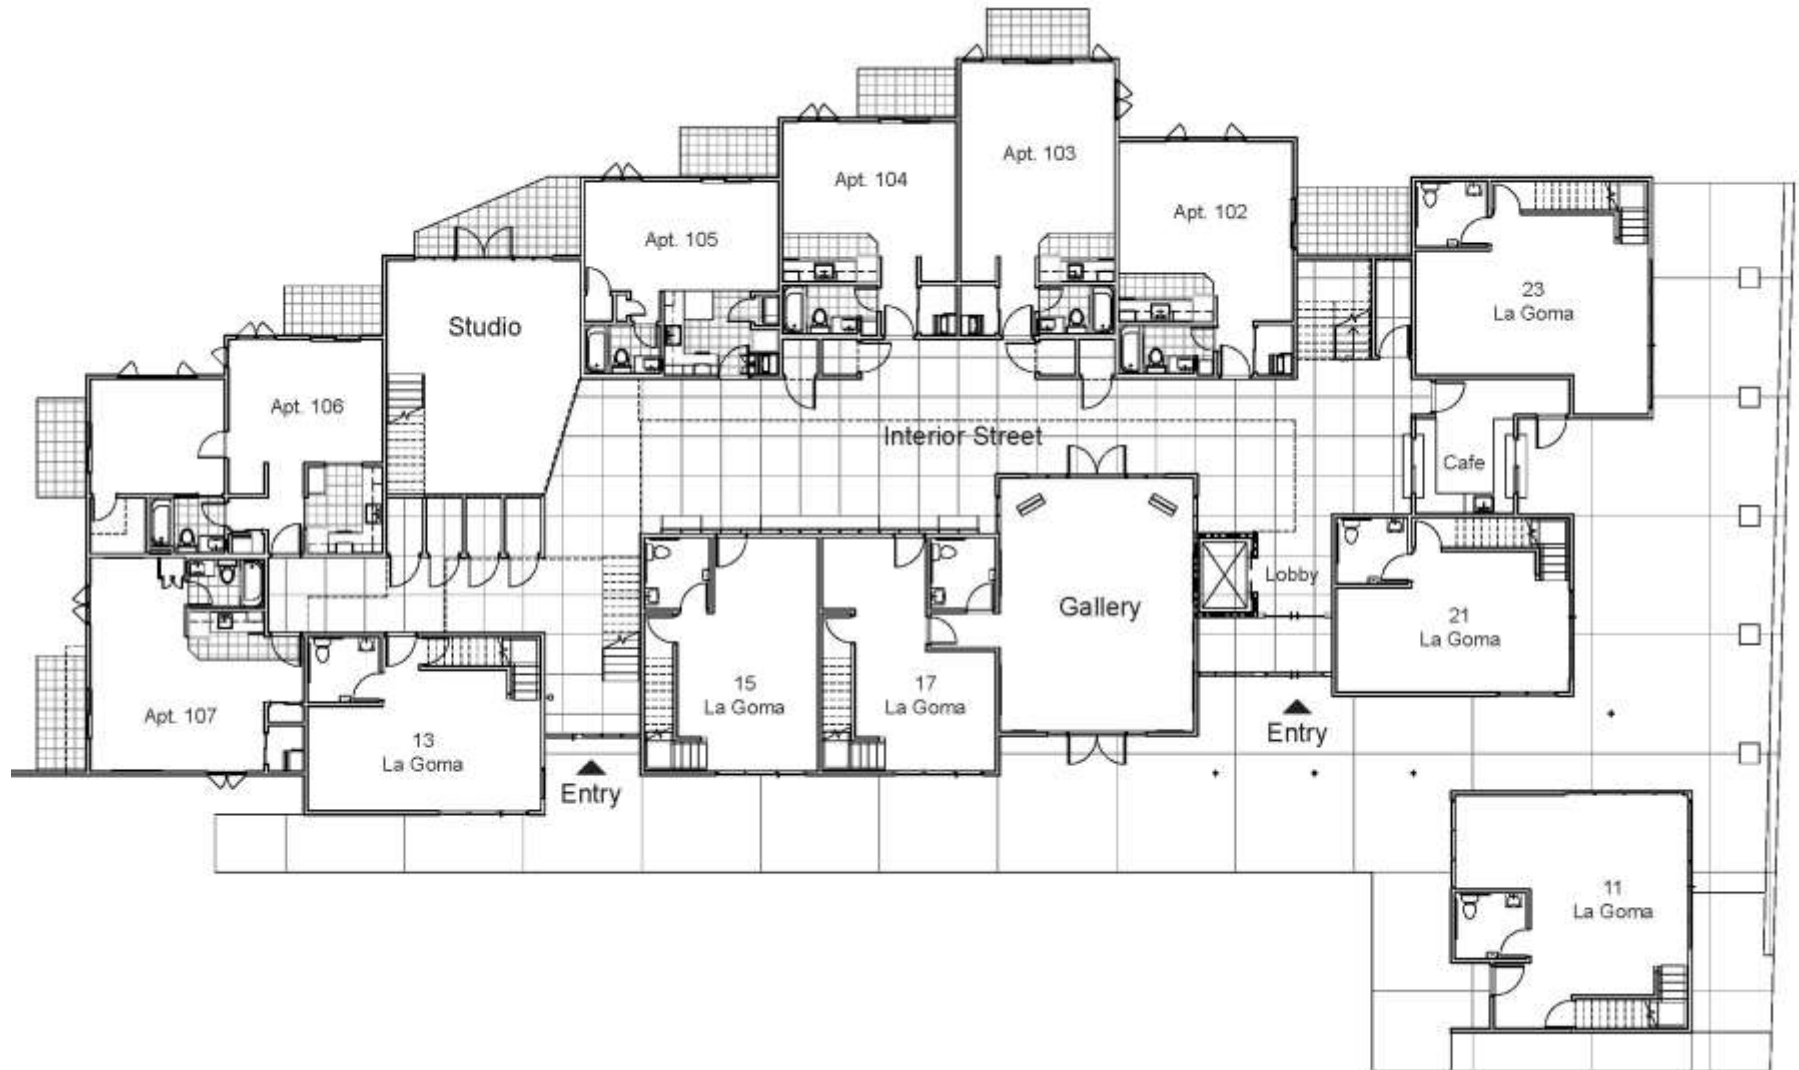 Apt. 103
Apt. 104
Apt. 102
Apt. 105
23
La Goma
Studio
Apt. 106
Interior Street
Cafe
Lobby
Gallery
21
La Goma
15
La Goma
17
La Goma
Apt. 107
13
La Goma
Entry
Entry
11
La Goma